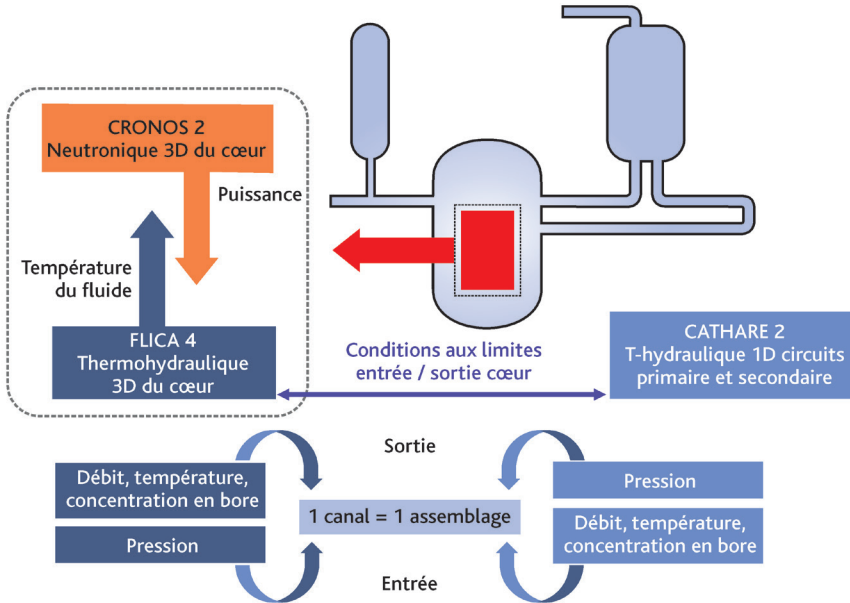 CRONOS 2
Neutronique 3D du cœur
Puissance
Température
du fluide
FLICA 4
Thermohydraulique
3D du cœur
Conditions aux limites
entrée / sortie cœur
CATHARE 2
T-hydraulique 1D circuits
primaire et secondaire
Sortie
Débit, température,
concentration en bore
Pression
1 canal = 1 assemblage
Pression
Débit, température,
concentration en bore
Entrée